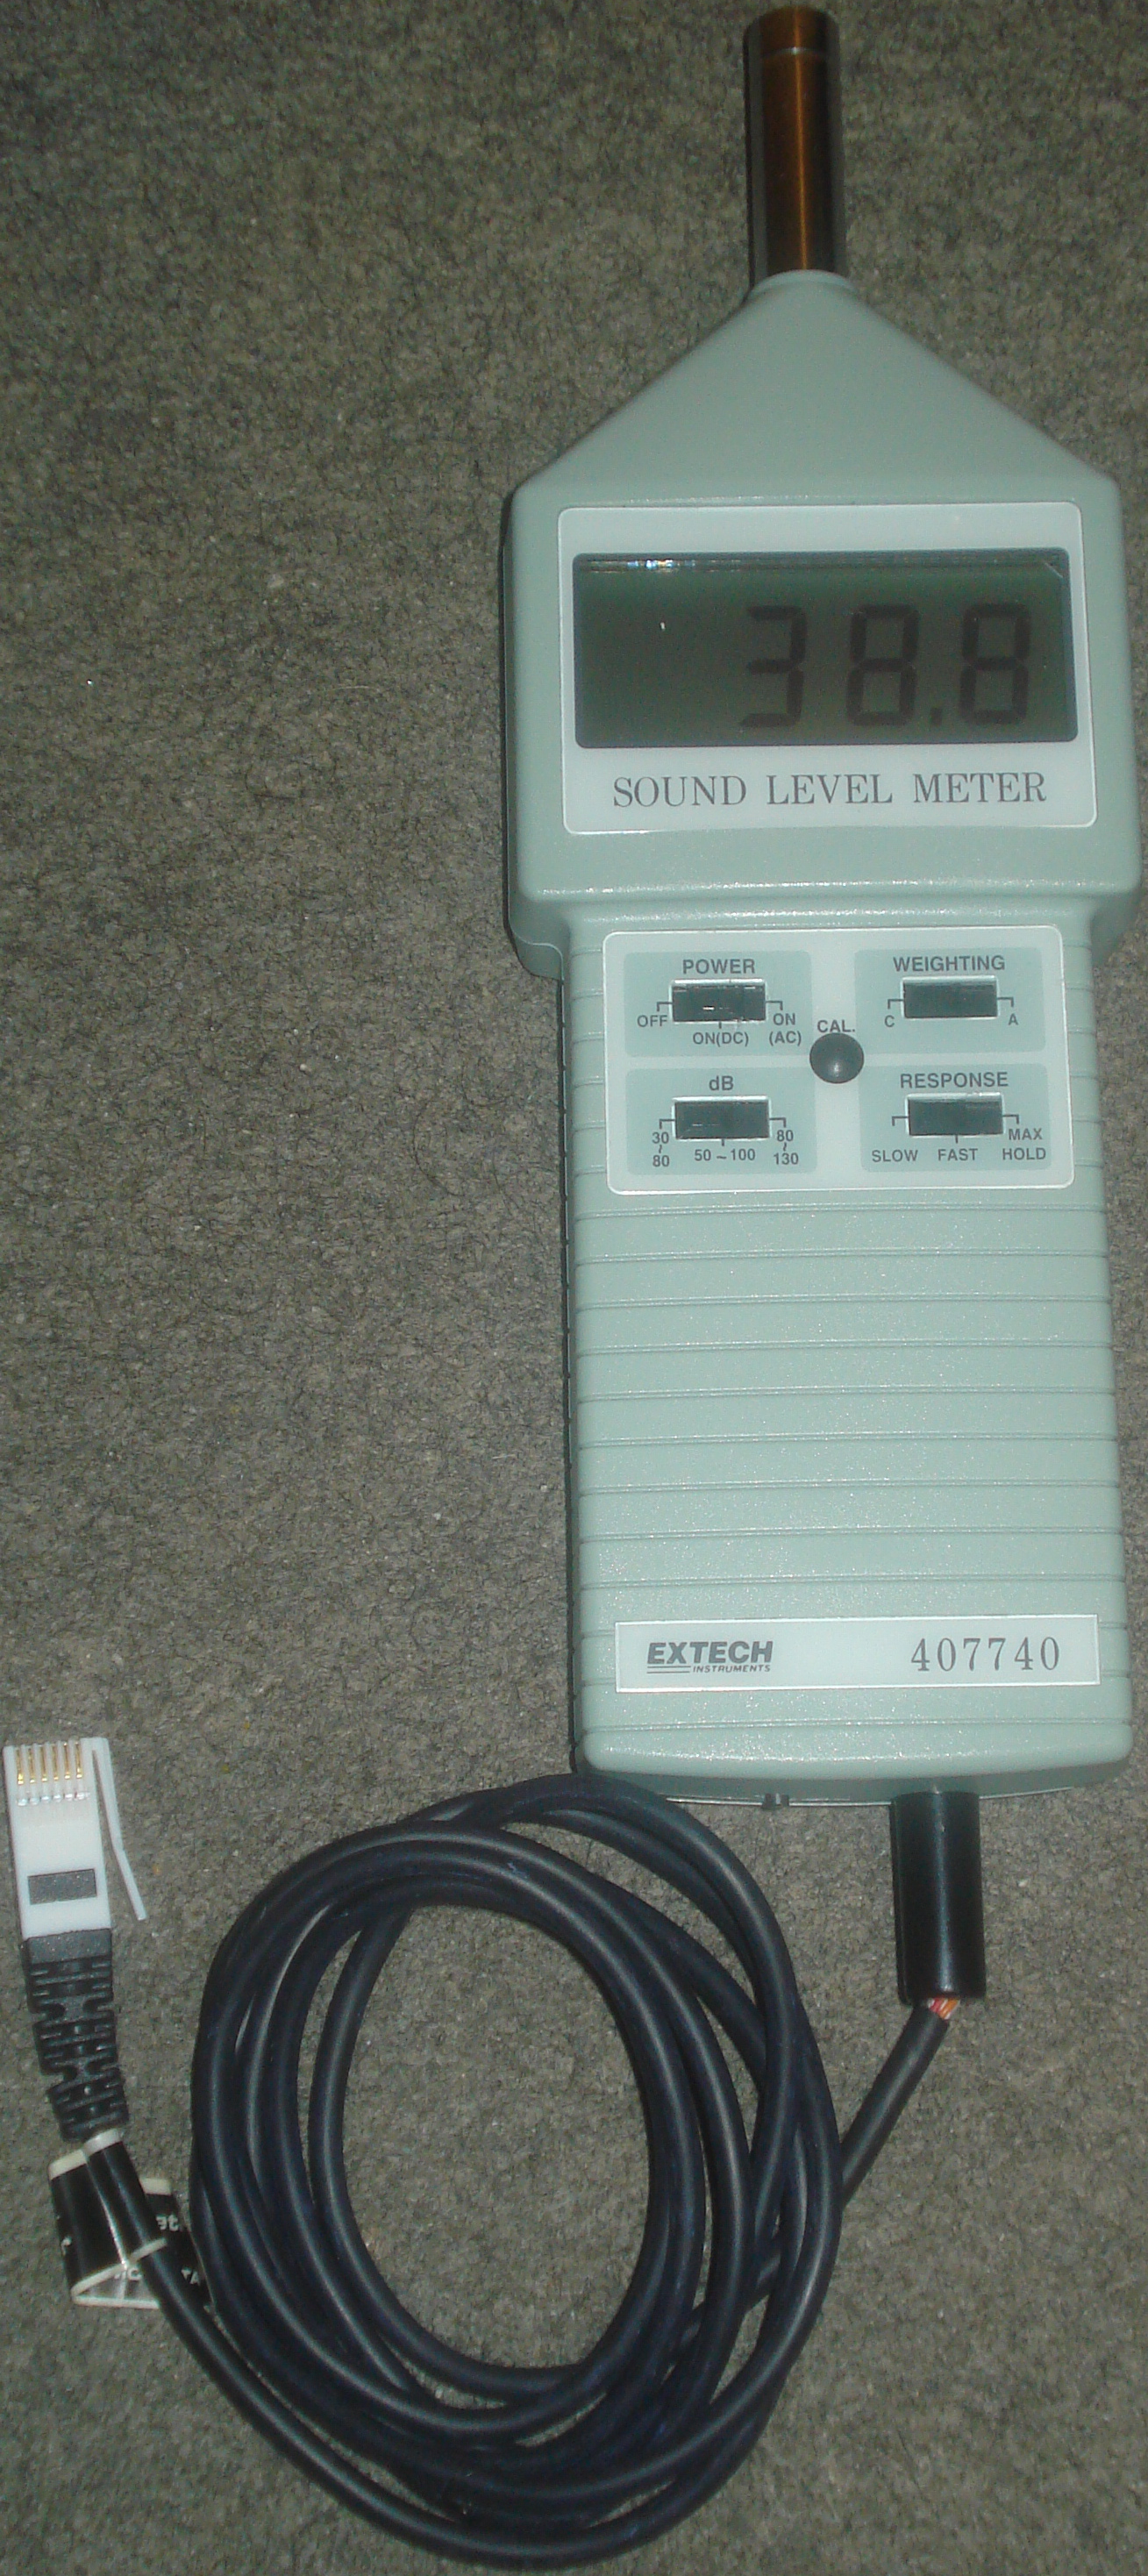 38.8
SOUND LEVEL METER
POWER
OFF
ON(DC)
ON
(AC)
WEIGHTING
C
A
CAL.
dB
30
~
80
50 ~ 100
80
~
130
RESPONSE
SLOW
FAST
MAX
HOLD
EXTECH
INSTRUMENTS
407740